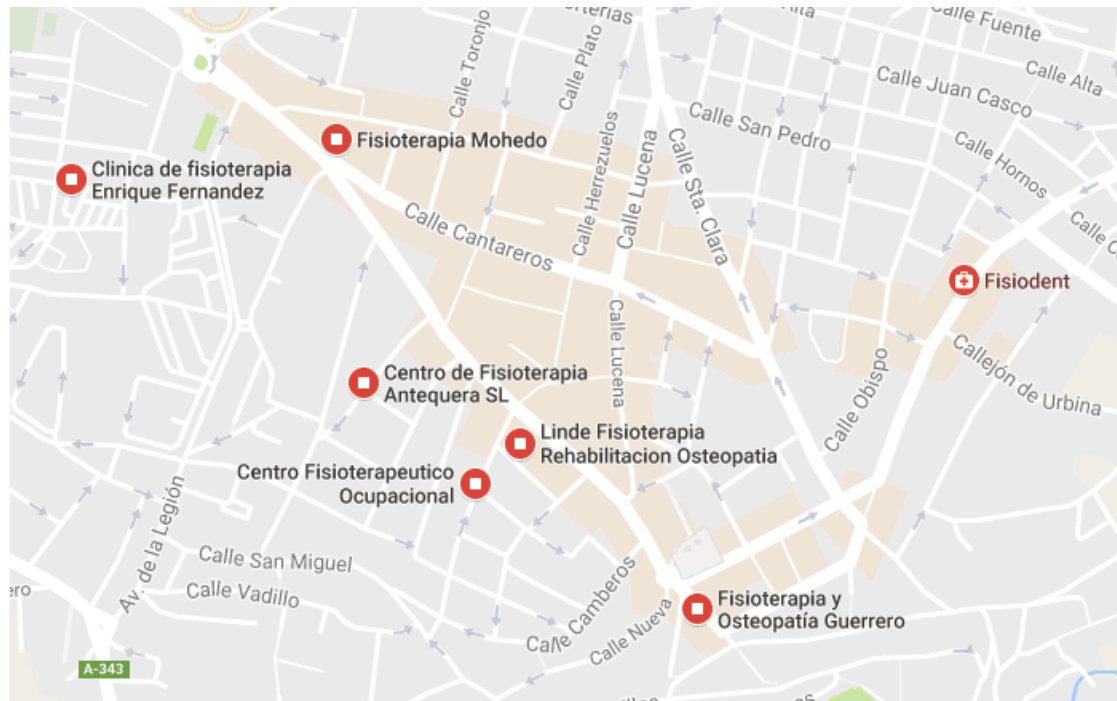 Calle Fuente
Calle Alta
Calle Juan Casco
Calle Toronjo
Calle Plato
Alta
Calle San Pedro
Calle Hornos
Fisioterapia Mohedo
Clinica de fisioterapia
Enrique Fernandez
Calle Herrezuelos
Calle Lucena
Calle Sta. Clara
Calle Cantareros
Fisiodent
Calle Lucena
Callejón de Urbina
Calle Obispo
Centro de Fisioterapia
Antequera SL
Linde Fisioterapia
Rehabilitacion Osteopatia
Centro Fisioterapeutico
Ocupacional
Av. de la Legión
Calle San Miguel
Calle Vadillo
Calle Camberos
Calle Nueva
Fisioterapia y
Osteopatía Guerrero
A-343